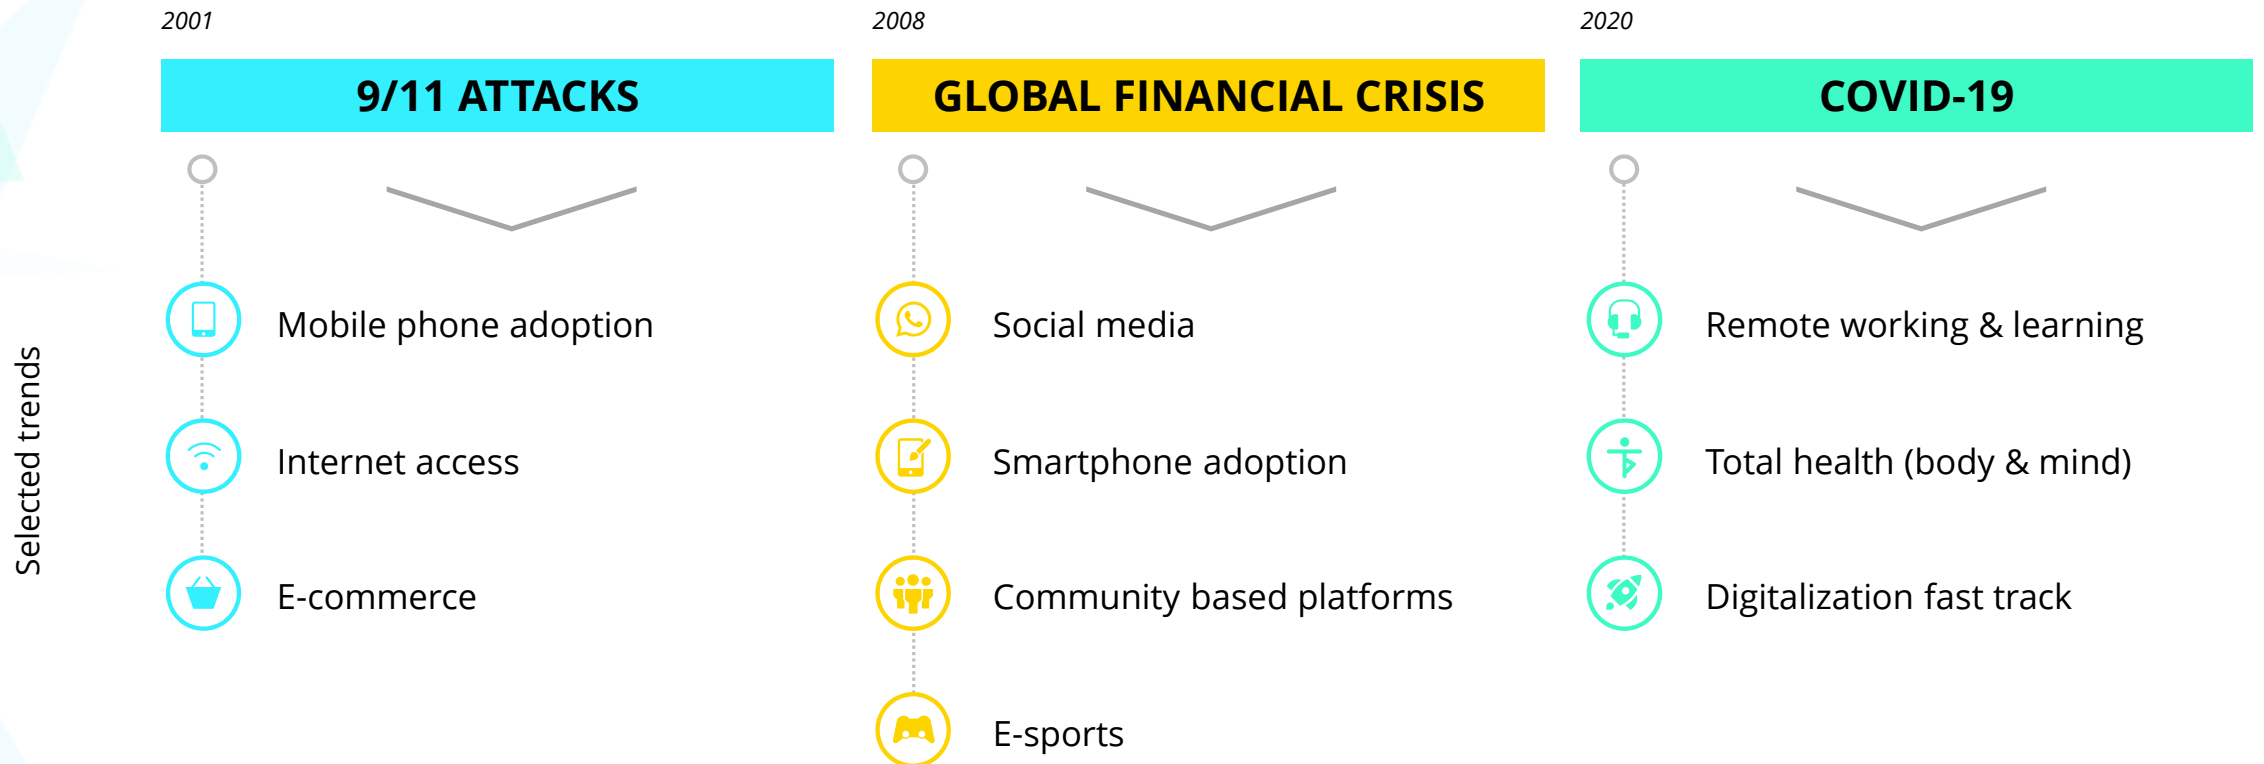 2001
9/11 ATTACKS
Mobile phone adoption
Internet access
E-commerce
2008
GLOBAL FINANCIAL CRISIS
Social media
Smartphone adoption
Community based platforms
E-sports
2020
COVID-19
Remote working & learning
Total health (body & mind)
Digitalization fast track
Selected trends